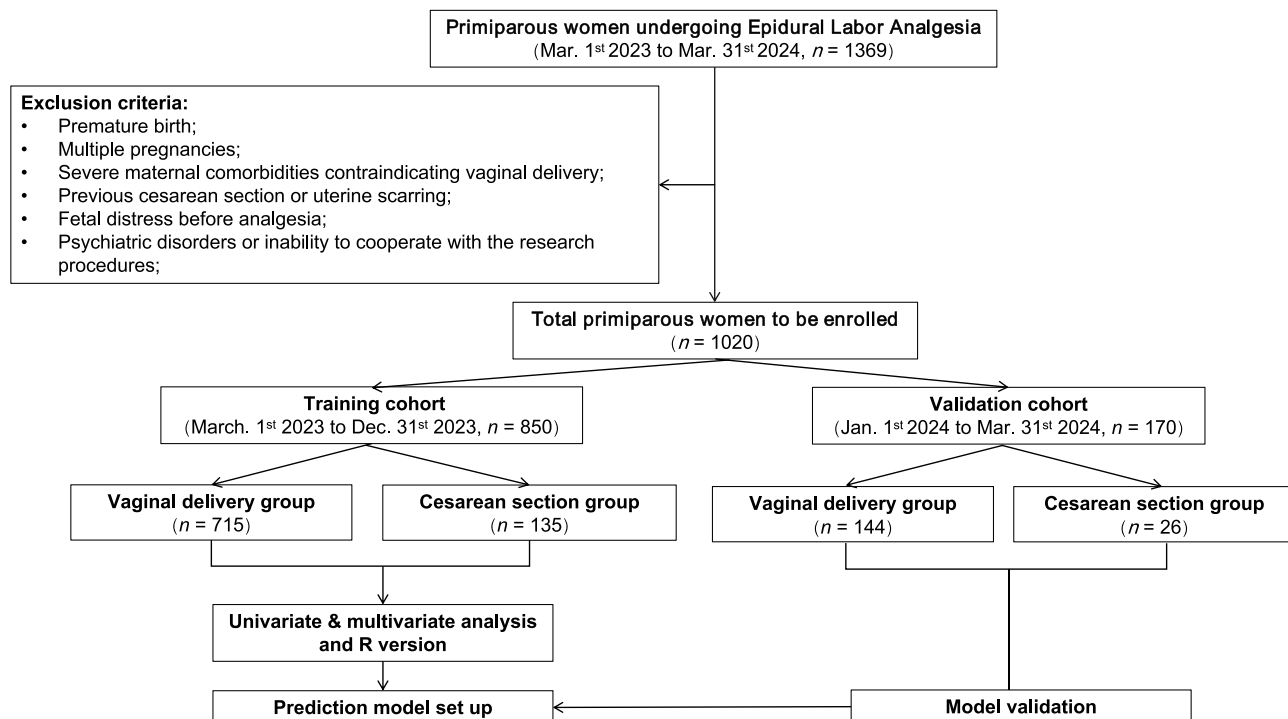 Primiparous women undergoing Epidural Labor Analgesia
(Mar. 1st 2023 to Mar. 31st 2024, n = 1369)
Exclusion criteria:
• Premature birth;
• Multiple pregnancies;
• Severe maternal comorbidities contraindicating vaginal delivery;
• Previous cesarean section or uterine scarring;
• Fetal distress before analgesia;
• Psychiatric disorders or inability to cooperate with the research
procedures;
Total primiparous women to be enrolled
(n = 1020)
Training cohort
(March. 1st 2023 to Dec. 31st 2023, n = 850)
Validation cohort
(Jan. 1st 2024 to Mar. 31st 2024, n = 170)
Vaginal delivery group
(n = 715)
Cesarean section group
(n = 135)
Vaginal delivery group
(n = 144)
Cesarean section group
(n = 26)
Univariate & multivariate analysis
and R version
Prediction model set up
Model validation